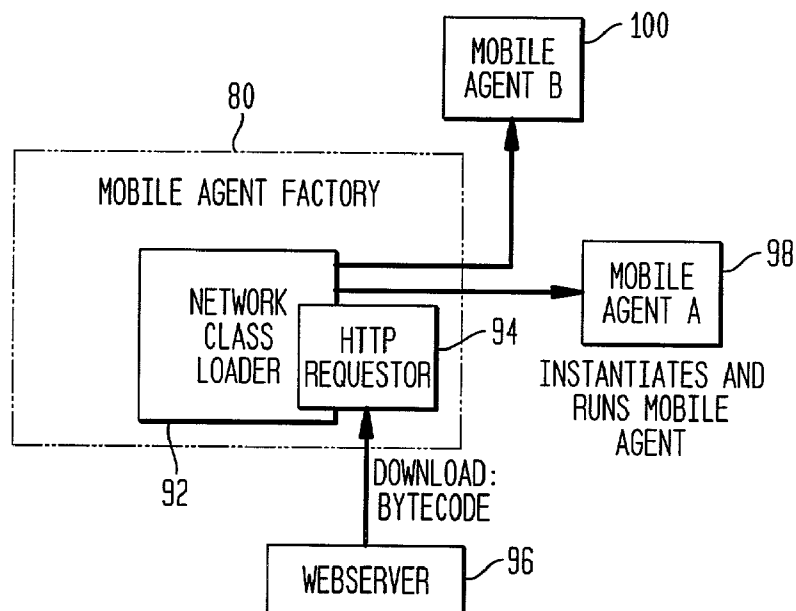 100
MOBILE
AGENT B
80
MOBILE AGENT FACTORY
98
MOBILE
AGENT A
NETWORK
CLASS
LOADER
94
HTTP
REQUESTOR
INSTANTIATES AND
RUNS MOBILE
AGENT
92
DOWNLOAD:
BYTECODE
96
WEBSERVER